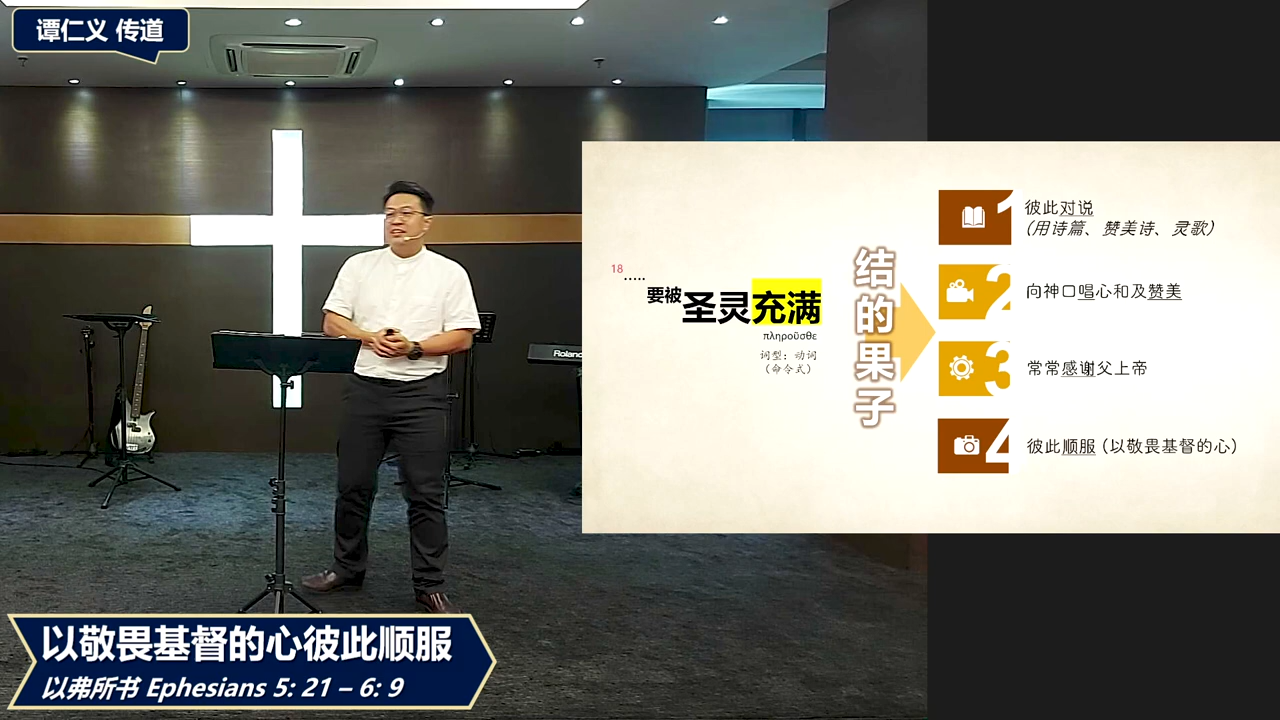 谭仁义 传道
18
.....
要被圣灵充满
πληροῦσθε
词型：动词
（命令式）
结的果子
1
彼此对说
(用诗篇、赞美诗、灵歌)
2
向神口唱心和及赞美
3
常常感谢父上帝
4
彼此顺服 (以敬畏基督的心)
Roland
以敬畏基督的心彼此顺服
以弗所书 Ephesians 5: 21 – 6: 9